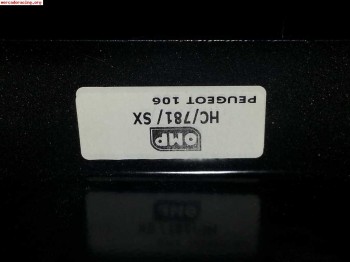 mercadoracing.org
OMP
HC/781/SX
PEUGEOT 106